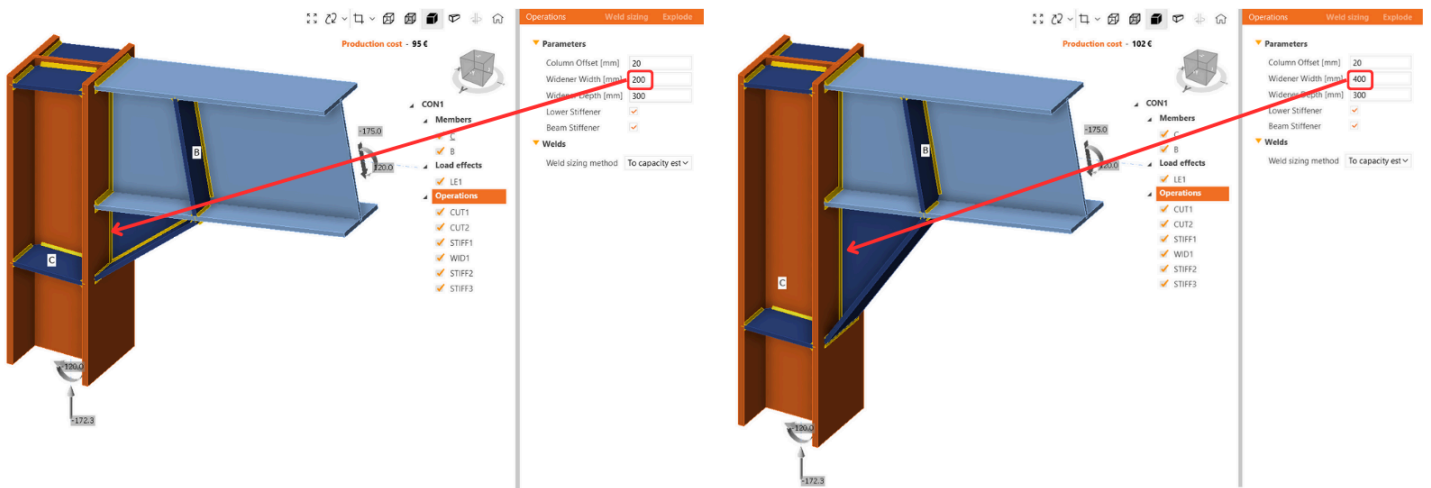 Production cost - 95 €
Operations Weld sizing Explode
Parameters
Column Offset [mm] 20
Widener Width [mm] 200
Widener Depth [mm] 300
Lower Stiffener
Beam Stiffener
Welds
Weld sizing method To capacity est
CON1
Members
C
B
Load effects
LE1
Operations
CUT1
CUT2
STIFF1
WID1
STIFF2
STIFF3
B
C
-175.0
120.0
-120.0
-172.3
Production cost - 102 €
Operations Weld sizing Explode
Parameters
Column Offset [mm] 20
Widener Width [mm] 400
Widener Depth [mm] 300
Lower Stiffener
Beam Stiffener
Welds
Weld sizing method To capacity est
CON1
Members
C
B
Load effects
LE1
Operations
CUT1
CUT2
STIFF1
WID1
STIFF2
STIFF3
B
C
-175.0
120.0
-120.0
-172.3